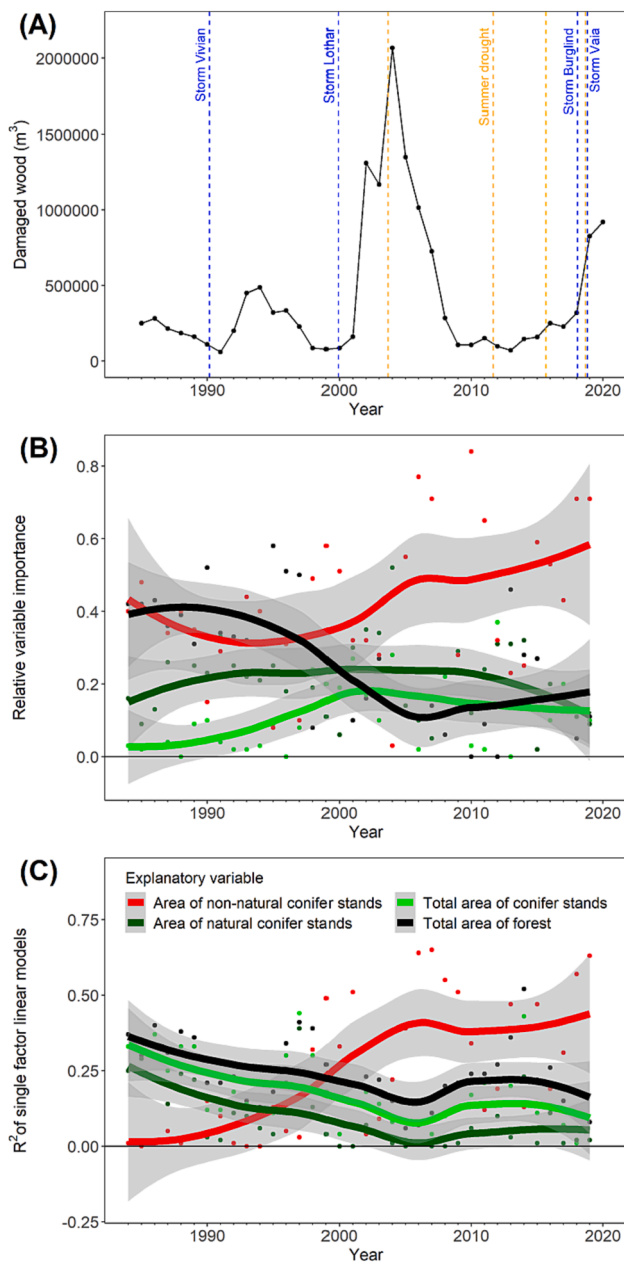 (A)
Storm Vivian
Storm Lothar
Summer drought
Storm Burglind
Storm Vaia
Damaged wood (m³)
2000000
1500000
1000000
500000
0
1990
2000
2010
2020
Year
(B)
Relative variable importance
0.8
0.6
0.4
0.2
0.0
1990
2000
2010
2020
Year
(C)
Explanatory variable
Area of non-natural conifer stands
Total area of conifer stands
Area of natural conifer stands
Total area of forest
R² of single factor linear models
0.75
0.50
0.25
0.00
-0.25
1990
2000
2010
2020
Year